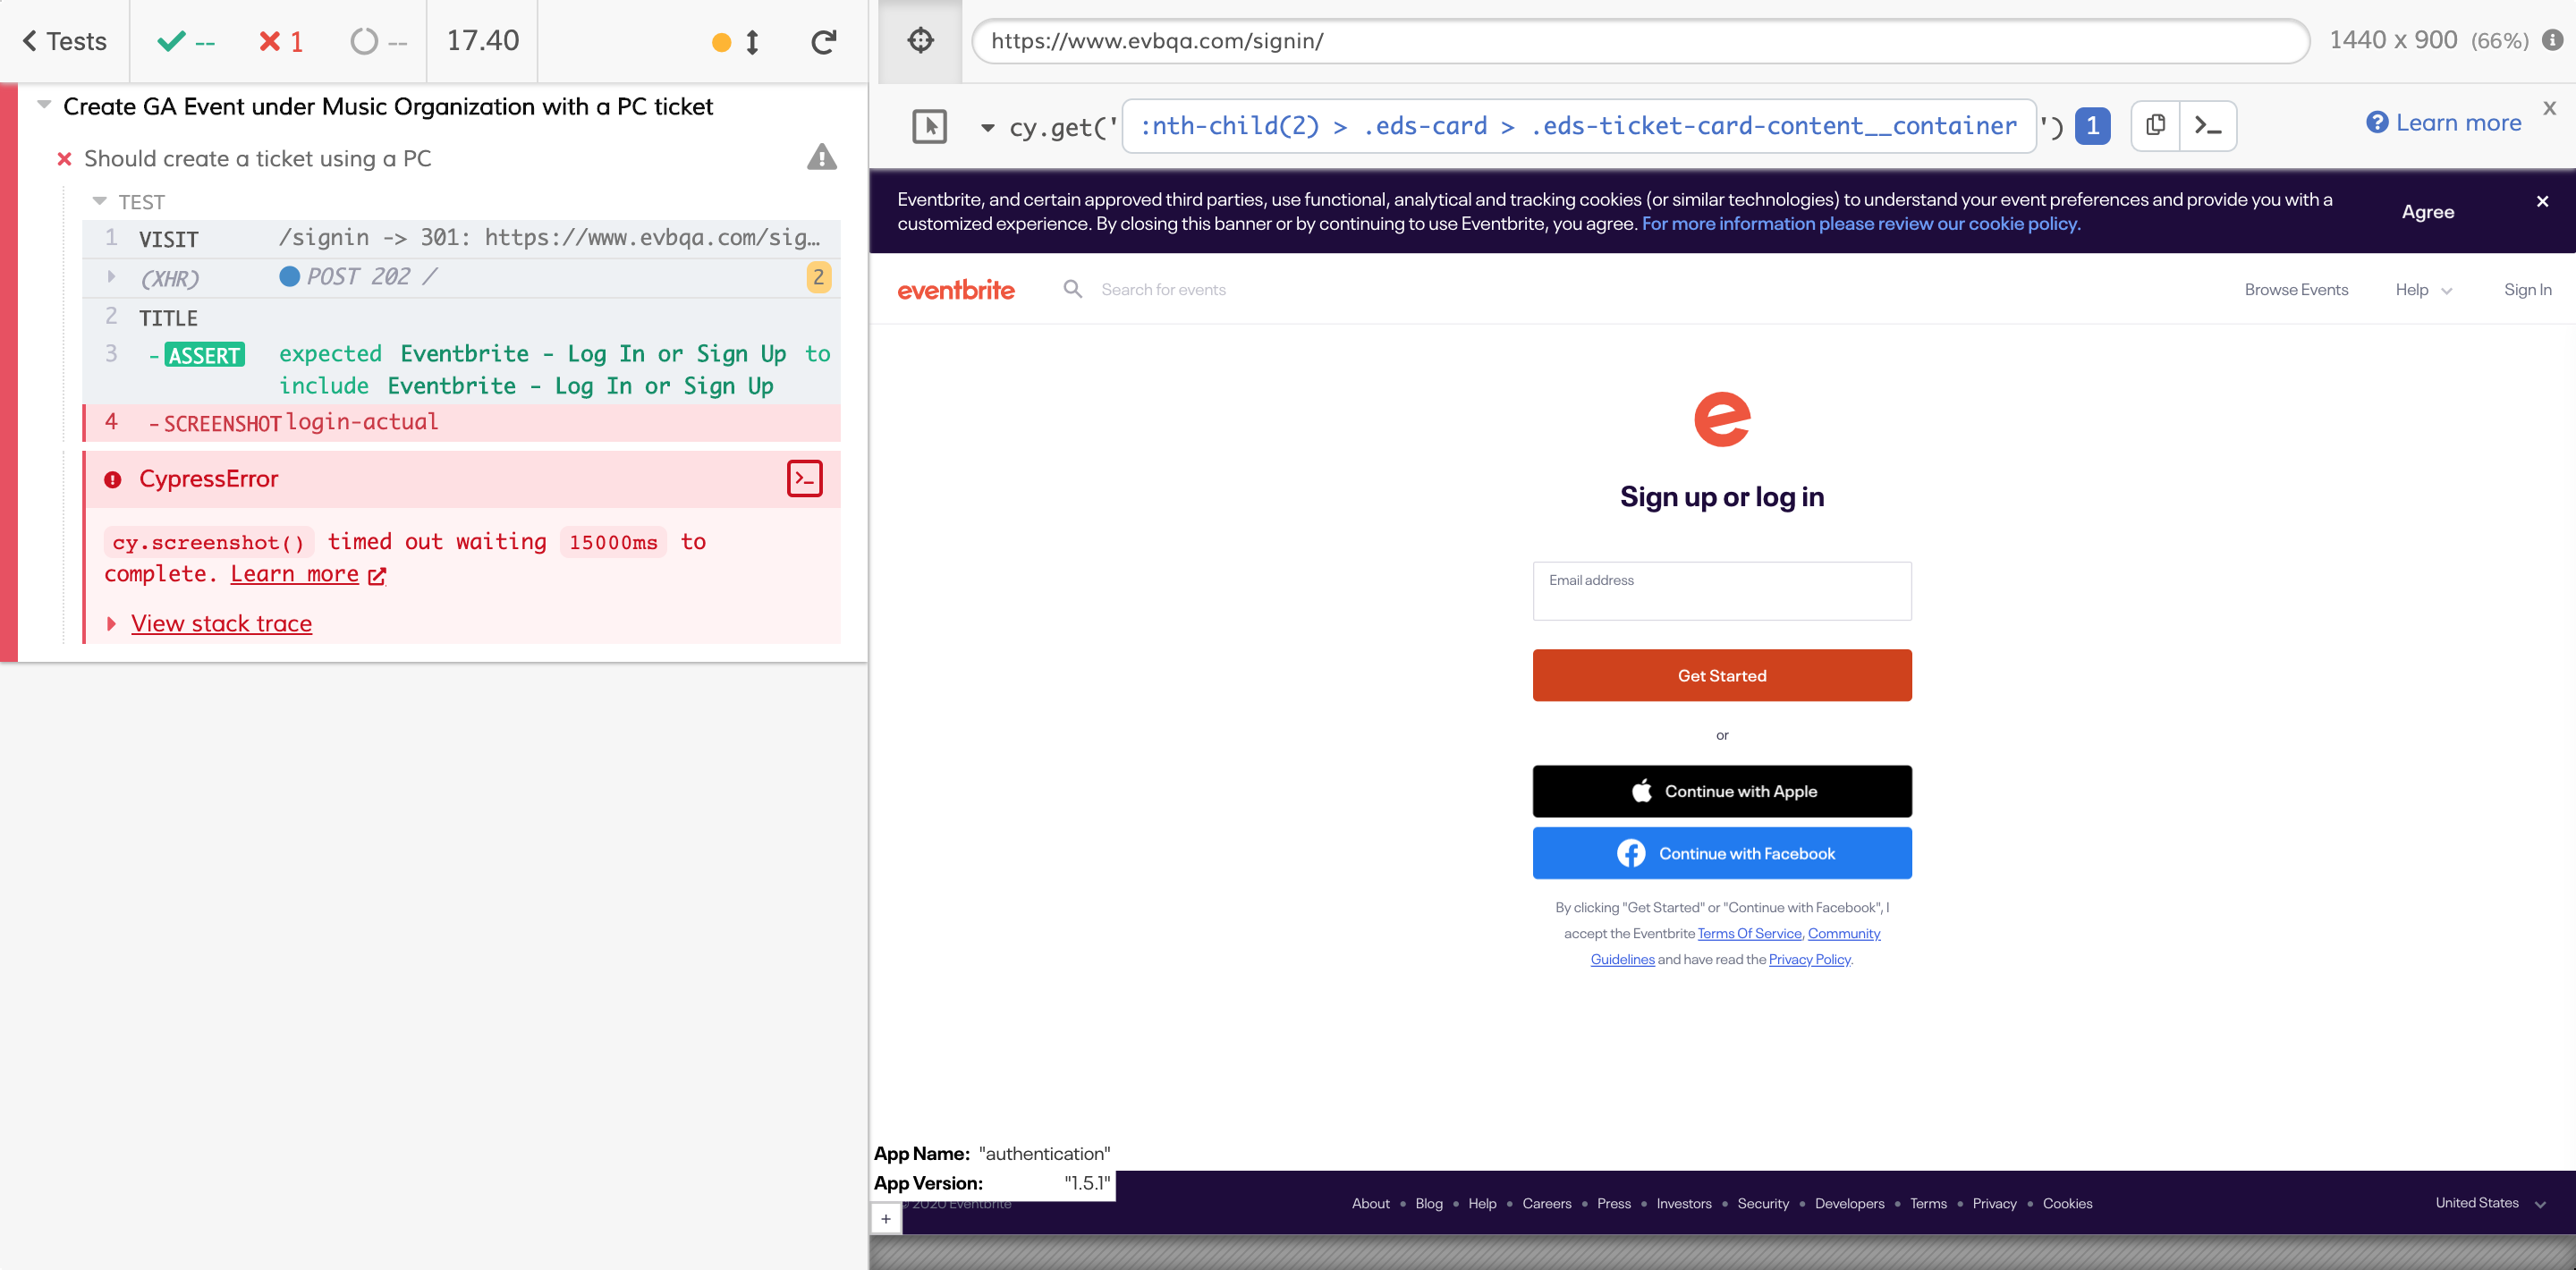 Tests
--
1
--
17.40
Create GA Event under Music Organization with a PC ticket
Should create a ticket using a PC
TEST
1 VISIT /signin -> 301: https://www.evbqa.com/sig…
(XHR) POST 202 / 2
2 TITLE
3 -ASSERT expected Eventbrite - Log In or Sign Up to
include Eventbrite - Log In or Sign Up
4 -SCREENSHOT login-actual
CypressError
>_
cy.screenshot() timed out waiting 15000ms to
complete. Learn more
View stack trace
https://www.evbqa.com/signin/
1440 x 900 (66%)
cy.get(' :nth-child(2) > .eds-card > .eds-ticket-card-content__container ') 1 >_
Learn more
x
Eventbrite, and certain approved third parties, use functional, analytical and tracking cookies (or similar technologies) to understand your event preferences and provide you with a
customized experience. By closing this banner or by continuing to use Eventbrite, you agree. For more information please review our cookie policy.
Agree
eventbrite
Search for events
Browse Events
Help
Sign In
e
Sign up or log in
Email address
Get Started
or
Continue with Apple
Continue with Facebook
By clicking "Get Started" or "Continue with Facebook", I
accept the Eventbrite Terms Of Service, Community
Guidelines and have read the Privacy Policy.
App Name: "authentication"
App Version: "1.5.1"
+
2020 Eventbrite
About • Blog • Help • Careers • Press • Investors • Security • Developers • Terms • Privacy • Cookies
United States